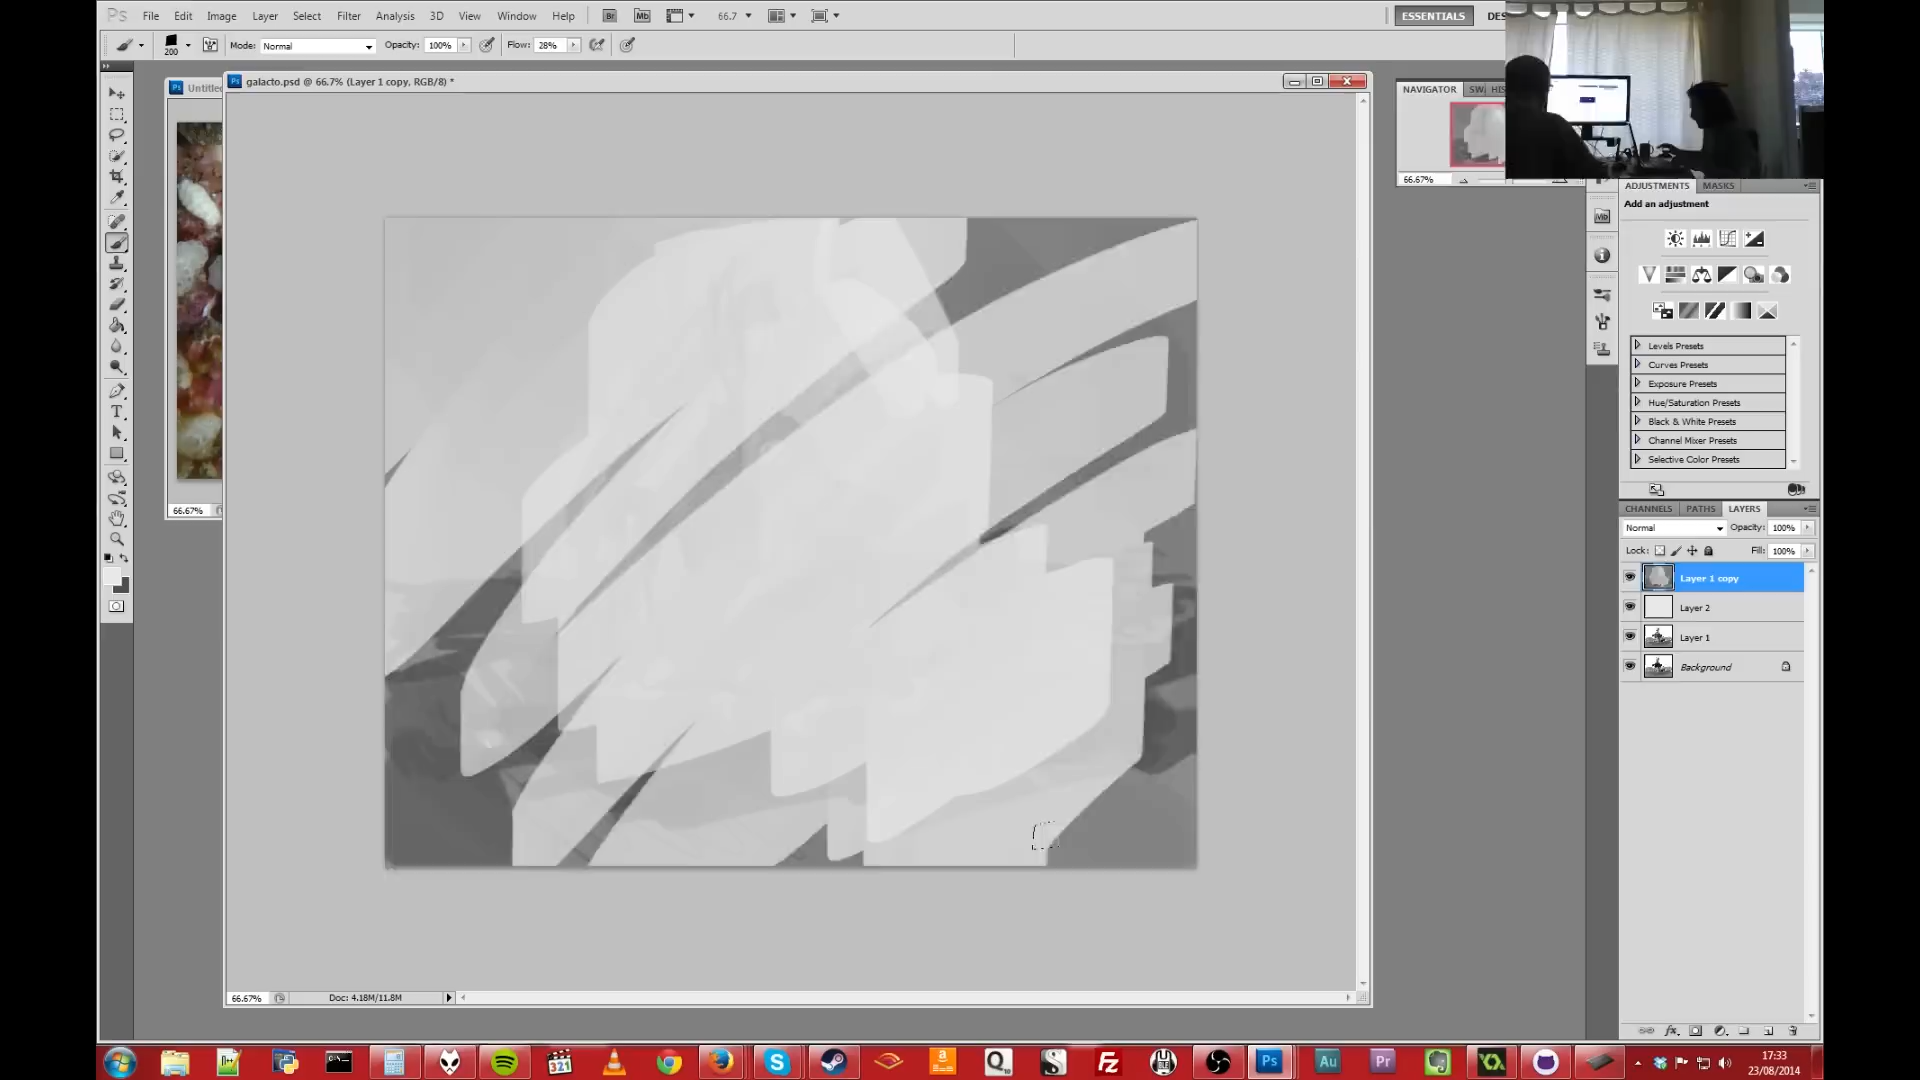 Ps File Edit Image Layer Select Filter Analysis 3D View Window Help Br Mb 66.7 ESSENTIALS DES
200 Mode: Normal Opacity: 100% Flow: 28%
galacto.psd @ 66.7% (Layer 1 copy, RGB/8) *
Untitle
NAVIGATOR SW HIS
66.67%
ADJUSTMENTS MASKS
Add an adjustment
Levels Presets
Curves Presets
Exposure Presets
Hue/Saturation Presets
Black & White Presets
Channel Mixer Presets
Selective Color Presets
66.67%
CHANNELS PATHS LAYERS
Normal Opacity: 100%
Lock: Fill: 100%
Layer 1 copy
Layer 2
Layer 1
Background
66.67% Doc: 4.18M/11.8M
17:33
23/08/2014